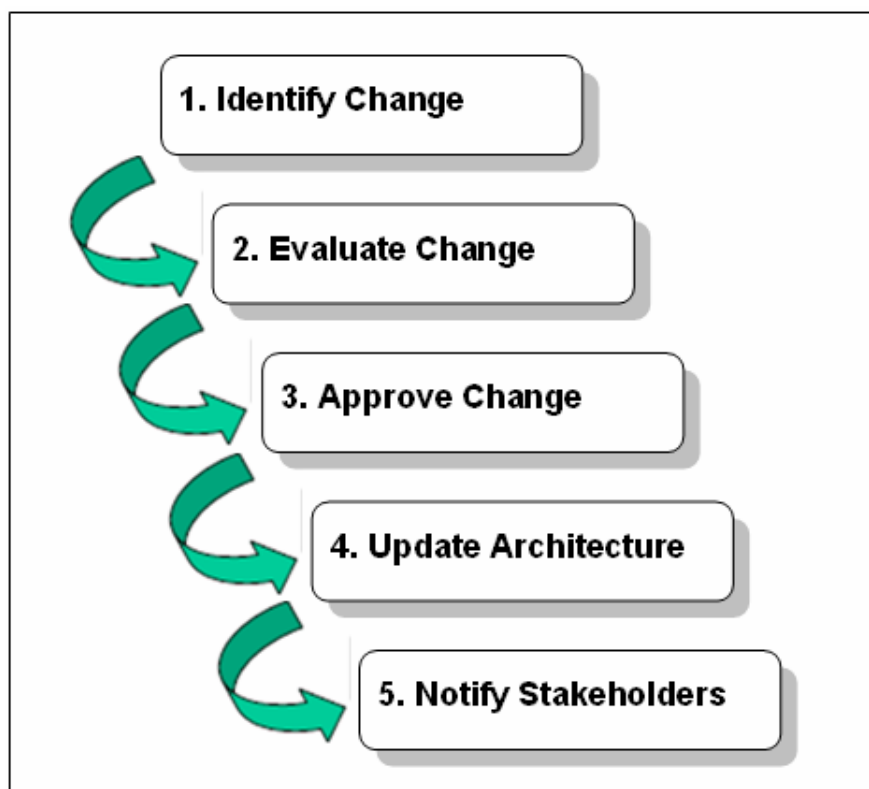 1. Identify Change
2. Evaluate Change
3. Approve Change
4. Update Architecture
5. Notify Stakeholders